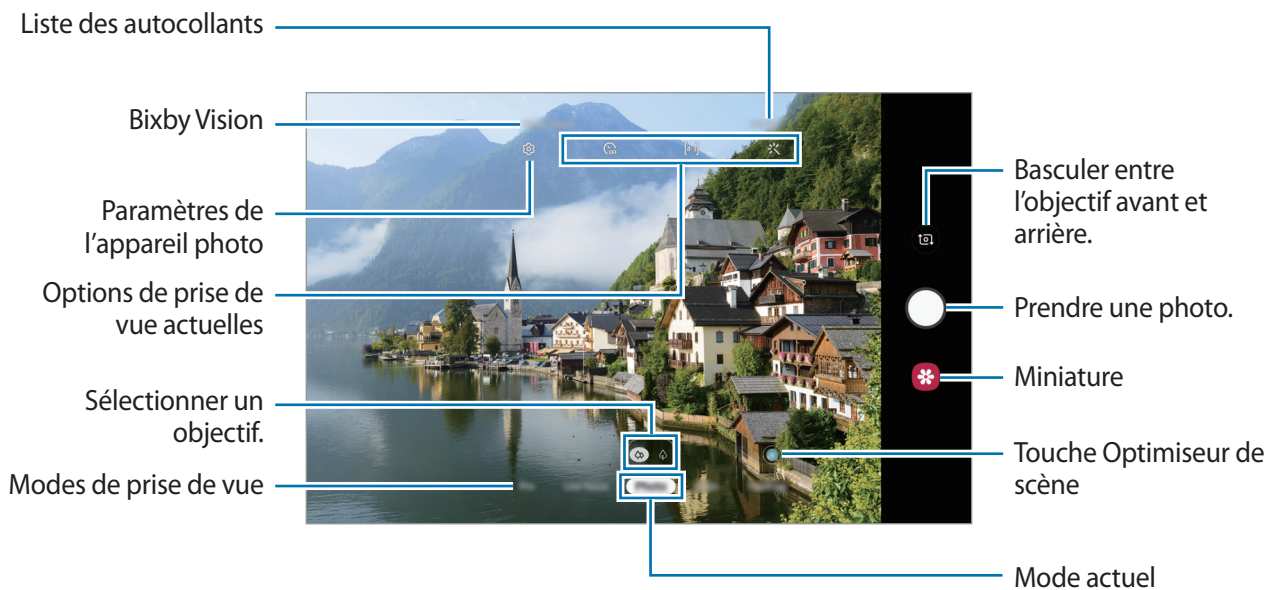 Liste des autocollants
Bixby Vision
Paramètres de
l'appareil photo
Options de prise de
vue actuelles
Sélectionner un
objectif.
Modes de prise de vue
OFF
Basculer entre
l'objectif avant et
arrière.
Prendre une photo.
Miniature
Touche Optimiseur de
scène
Mode actuel